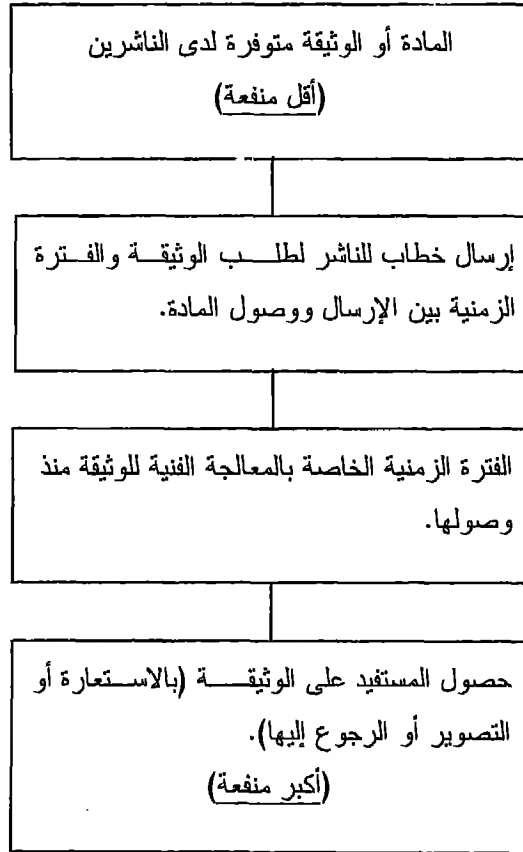 المادة أو الوثيقة متوفرة لدى الناشرين
(أقل منفعة)
إرسال خطاب للناشر لطلب الوثيقة والفترة
الزمنية بين الإرسال ووصول المادة.
الفترة الزمنية الخاصة بالمعالجة الفنية للوثيقة منذ
وصولها.
حصول المستفيد على الوثيقة (بالاستعارة أو
التصوير أو الرجوع إليها).
(أكبر منفعة)